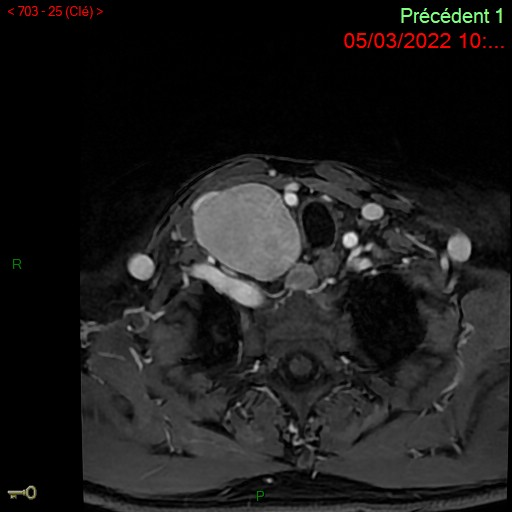 < 703 - 25 (Clé) >
Précédent 1
05/03/2022 10:...
R
P